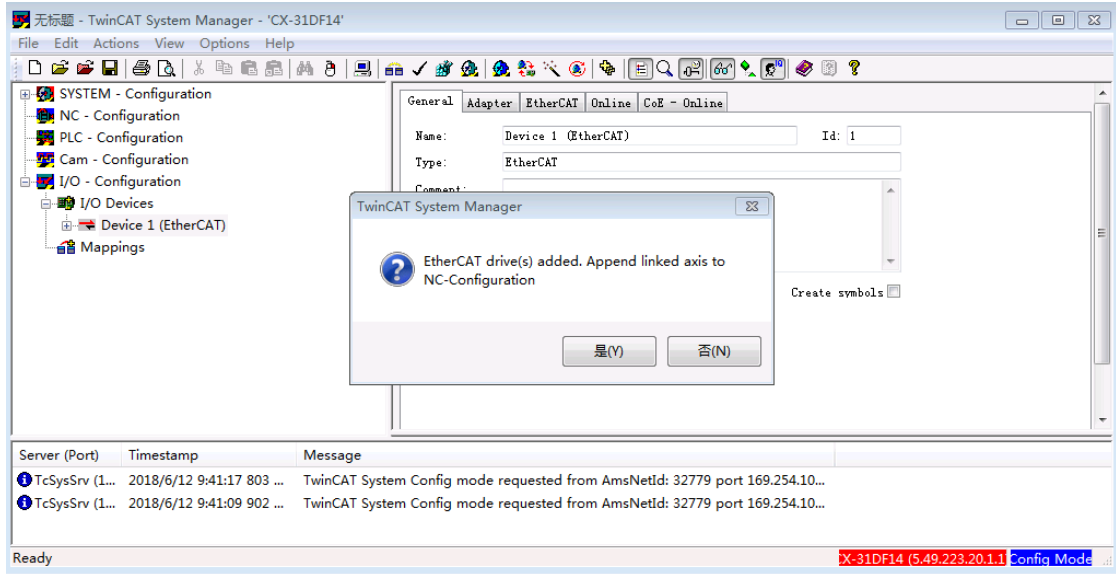 无标题 - TwinCAT System Manager - 'CX-31DF14'
File Edit Actions View Options Help
SYSTEM - Configuration
NC - Configuration
PLC - Configuration
Cam - Configuration
I/O - Configuration
I/O Devices
Device 1 (EtherCAT)
Mappings
General Adapter EtherCAT Online CoE - Online
Name: Device 1 (EtherCAT) Id: 1
Type: EtherCAT
Comment:
Create symbols
TwinCAT System Manager
EtherCAT drive(s) added. Append linked axis to
NC-Configuration
是(Y) 否(N)
Server (Port) Timestamp Message
TcSysSrv (1... 2018/6/12 9:41:17 803 ... TwinCAT System Config mode requested from AmsNetId: 32779 port 169.254.10...
TcSysSrv (1... 2018/6/12 9:41:09 902 ... TwinCAT System Config mode requested from AmsNetId: 32779 port 169.254.10...
Ready CX-31DF14 (5.49.223.20.1.1) Config Mode